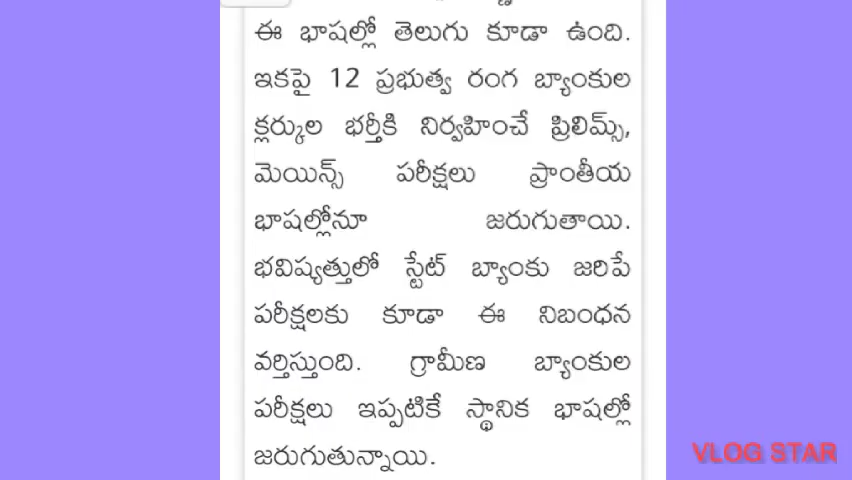 ఈ భాషల్లో తెలుగు కూడా ఉంది.
ఇకపై 12 ప్రభుత్వ రంగ బ్యాంకుల
క్లర్కుల భర్తీకి నిర్వహించే ప్రిలిమ్స్,
మెయిన్స్ పరీక్షలు ప్రాంతీయ
భాషల్లోనూ జరుగుతాయి.
భవిష్యత్తులో స్టేట్ బ్యాంకు జరిపే
పరీక్షలకు కూడా ఈ నిబంధన
వర్తిస్తుంది. గ్రామీణ బ్యాంకుల
పరీక్షలు ఇప్పటికే స్థానిక భాషల్లో
జరుగుతున్నాయి.
VLOG STAR